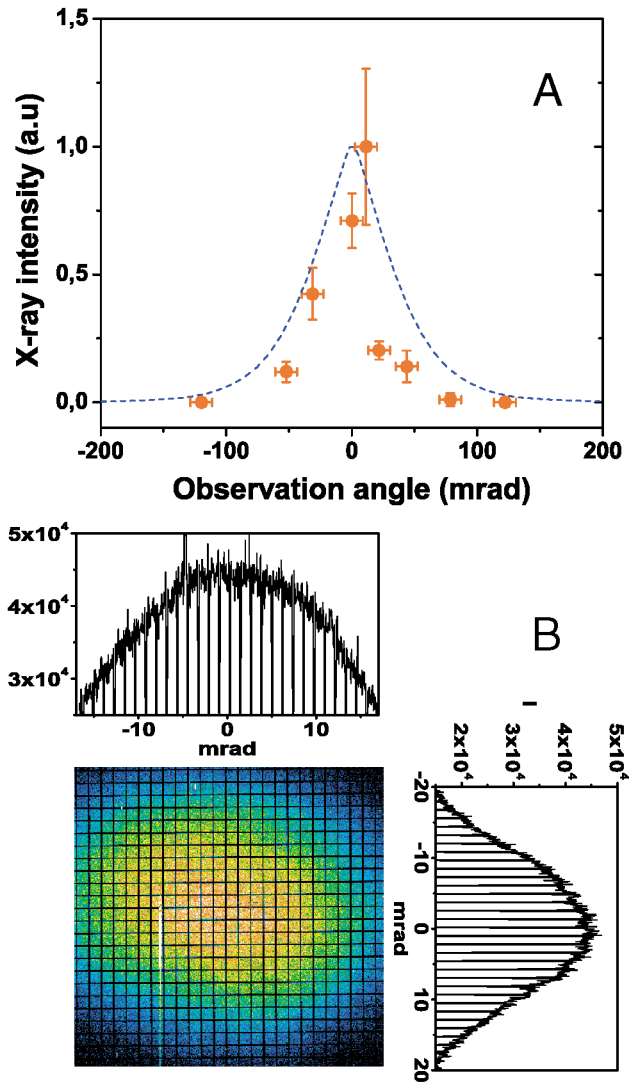 1,5
A
X-ray intensity (a.u)
1,0
0,5
0,0
-200 -100 0 100 200
Observation angle (mrad)
5x10⁴
4x10⁴
3x10⁴
-10 0 10
mrad
B
I
2x10⁴ 3x10⁴ 4x10⁴ 5x10⁴
-20
-10
mrad
0
10
20